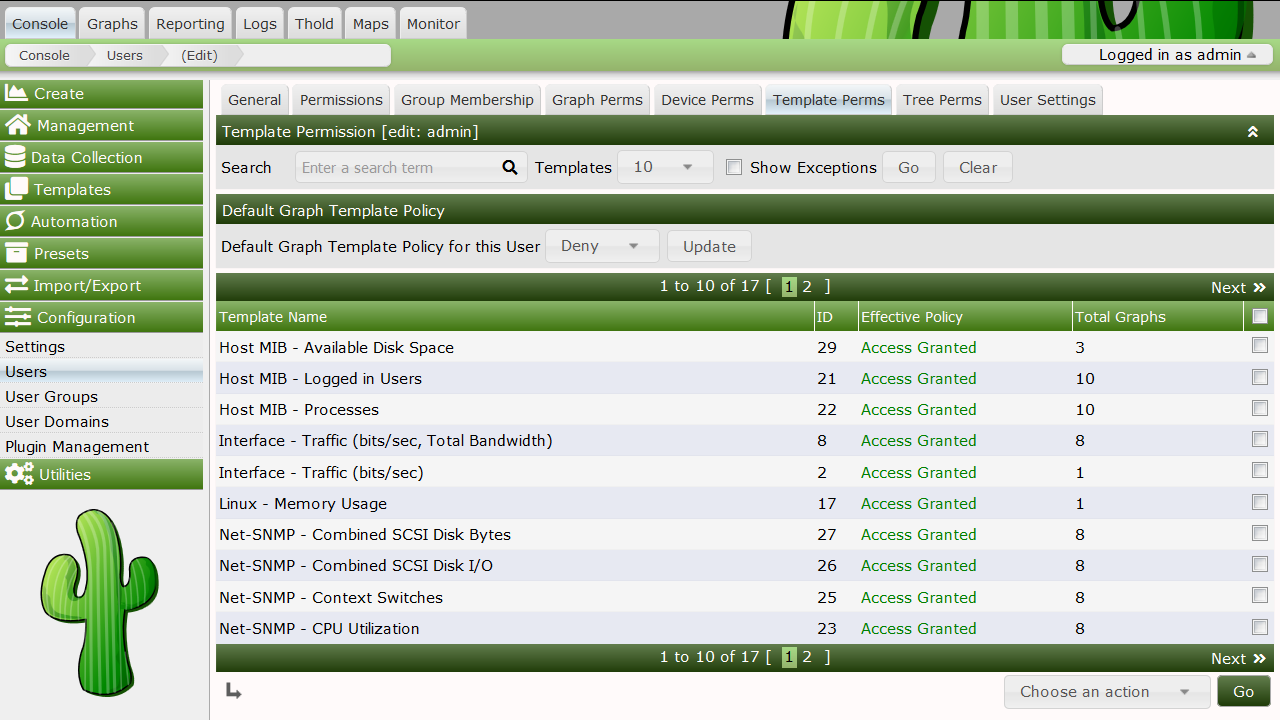 Console Graphs Reporting Logs Thold Maps Monitor
Console Users (Edit) Logged in as admin
Create
Management
Data Collection
Templates
Automation
Presets
Import/Export
Configuration
Settings
Users
User Groups
User Domains
Plugin Management
Utilities
General Permissions Group Membership Graph Perms Device Perms Template Perms Tree Perms User Settings
Template Permission [edit: admin]
Search Enter a search term Templates 10 Show Exceptions Go Clear
Default Graph Template Policy
Default Graph Template Policy for this User Deny Update
1 to 10 of 17 [ 1 2 ] Next
Template Name ID Effective Policy Total Graphs
Host MIB - Available Disk Space 29 Access Granted 3
Host MIB - Logged in Users 21 Access Granted 10
Host MIB - Processes 22 Access Granted 10
Interface - Traffic (bits/sec, Total Bandwidth) 8 Access Granted 8
Interface - Traffic (bits/sec) 2 Access Granted 1
Linux - Memory Usage 17 Access Granted 1
Net-SNMP - Combined SCSI Disk Bytes 27 Access Granted 8
Net-SNMP - Combined SCSI Disk I/O 26 Access Granted 8
Net-SNMP - Context Switches 25 Access Granted 8
Net-SNMP - CPU Utilization 23 Access Granted 8
1 to 10 of 17 [ 1 2 ] Next
Choose an action Go